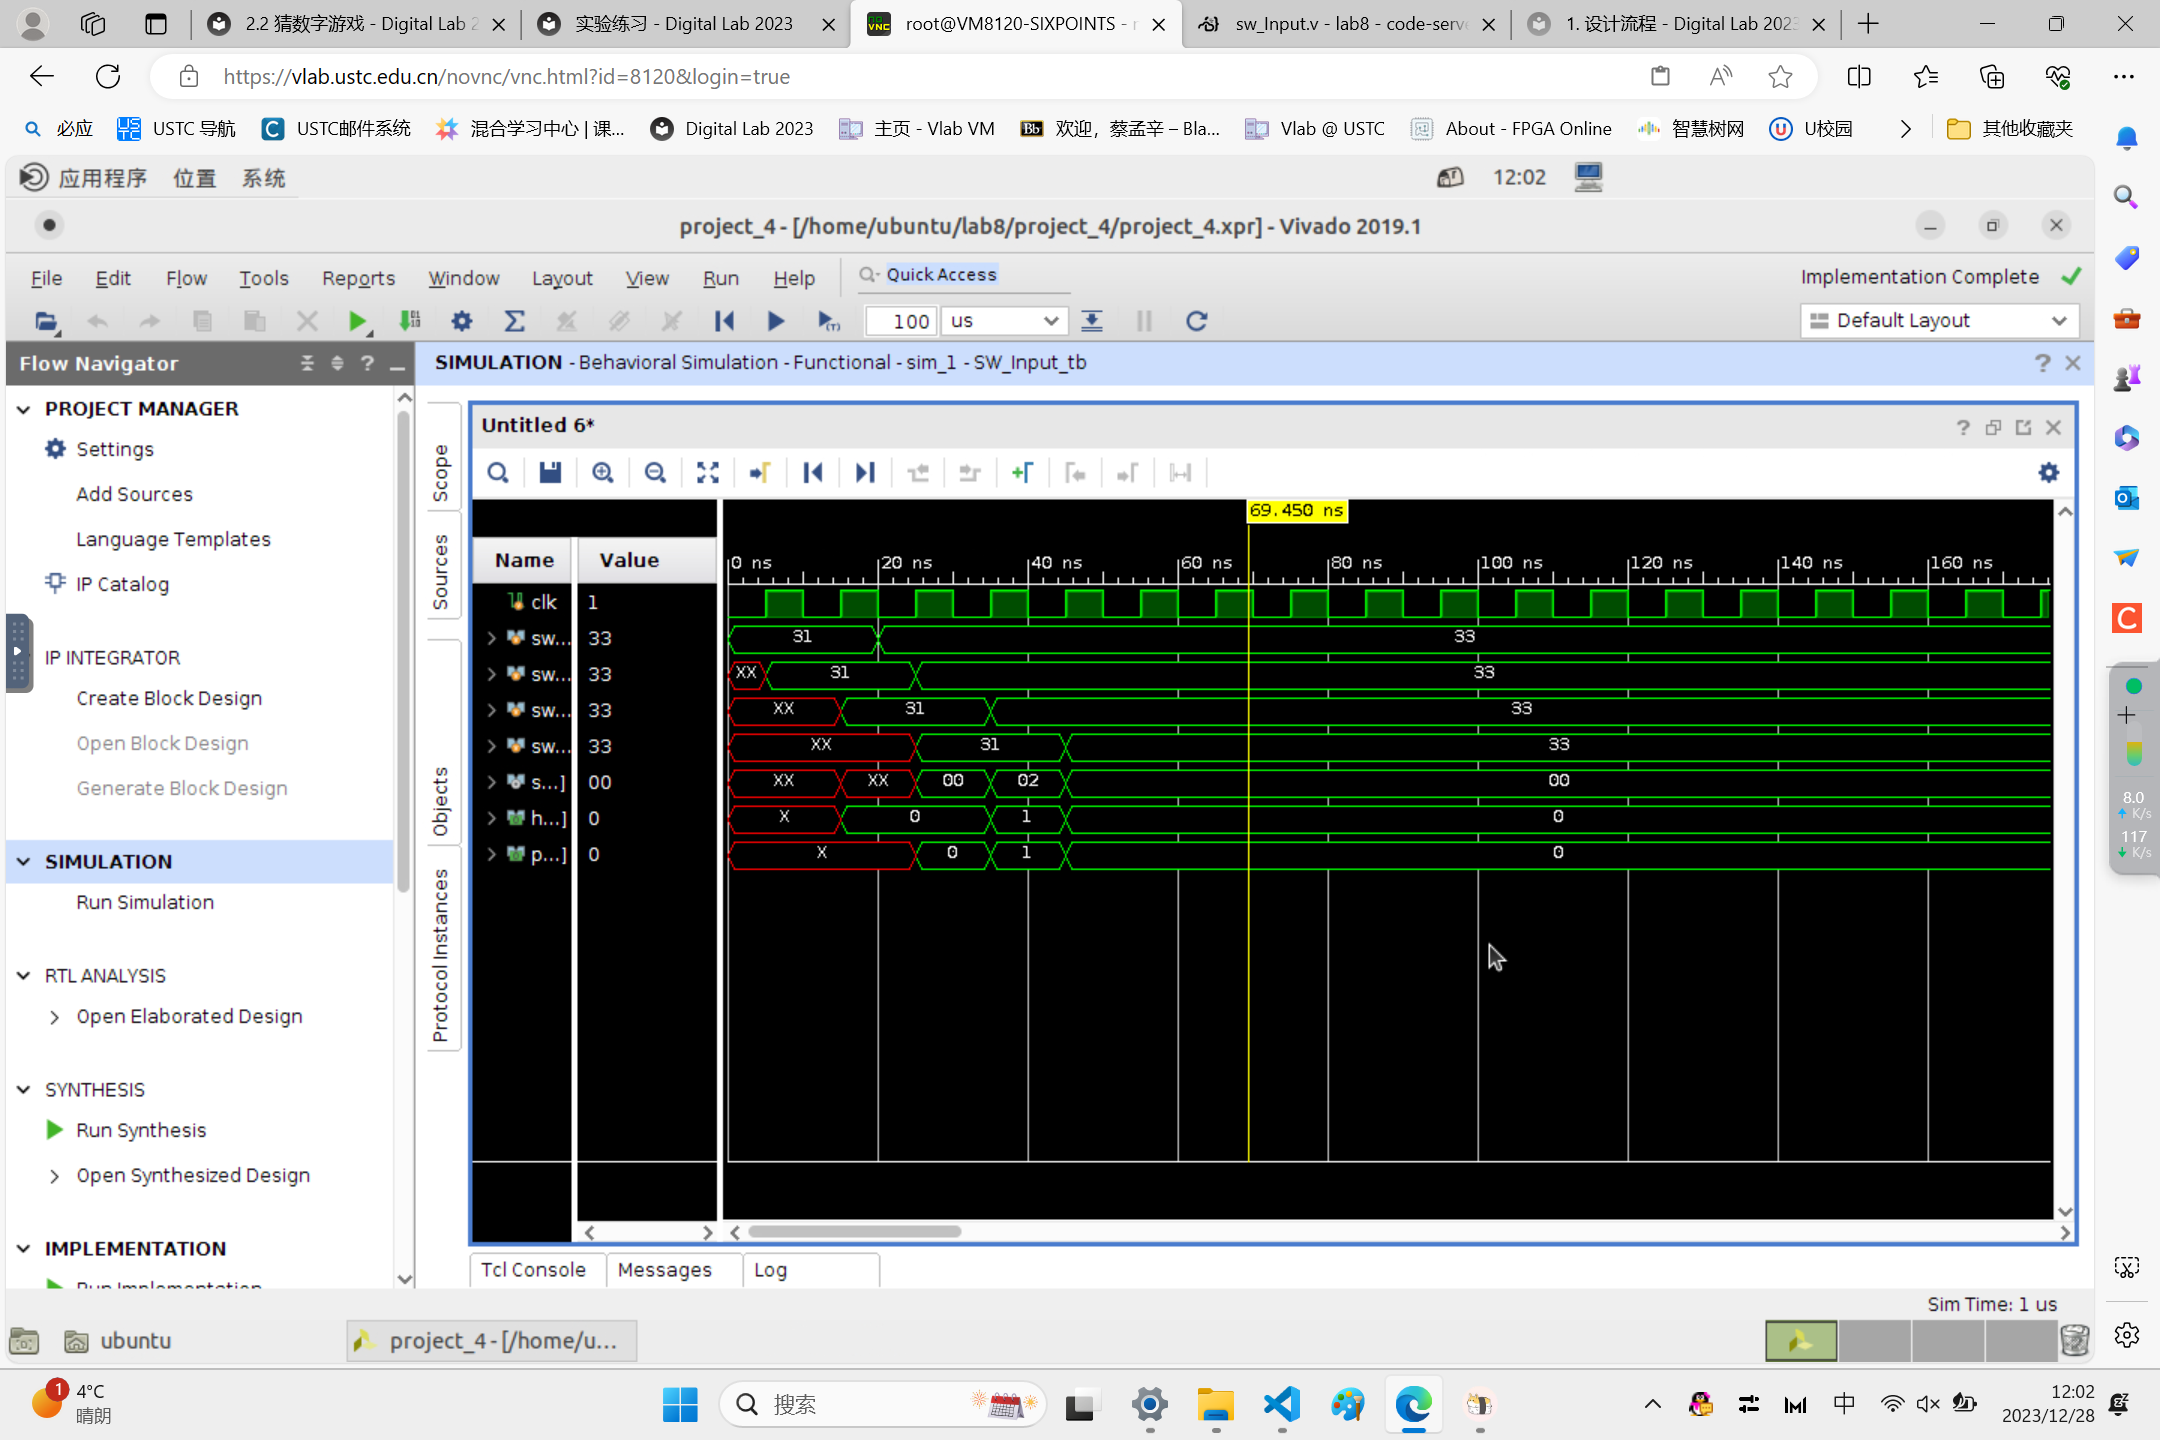 2.2 猜数字游戏 - Digital Lab 2
实验练习 - Digital Lab 2023
root@VM8120-SIXPOINTS - n
sw_Input.v - lab8 - code-serve
1. 设计流程 - Digital Lab 2023
https://vlab.ustc.edu.cn/novnc/vnc.html?id=8120&login=true
必应
USTC 导航
USTC邮件系统
混合学习中心 | 课...
Digital Lab 2023
主页 - Vlab VM
欢迎，蔡孟辛 – Bla...
Vlab @ USTC
About - FPGA Online
智慧树网
U校园
其他收藏夹
应用程序 位置 系统
12:02
project_4 - [/home/ubuntu/lab8/project_4/project_4.xpr] - Vivado 2019.1
File Edit Flow Tools Reports Window Layout View Run Help
Quick Access
Implementation Complete
100 us
Default Layout
Flow Navigator
SIMULATION - Behavioral Simulation - Functional - sim_1 - SW_Input_tb
PROJECT MANAGER
Settings
Add Sources
Language Templates
IP Catalog
IP INTEGRATOR
Create Block Design
Open Block Design
Generate Block Design
SIMULATION
Run Simulation
RTL ANALYSIS
Open Elaborated Design
SYNTHESIS
Run Synthesis
Open Synthesized Design
IMPLEMENTATION
Run Implementation
Scope
Sources
Objects
Protocol Instances
Untitled 6*
69.450 ns
Name Value
0 ns 20 ns 40 ns 60 ns 80 ns 100 ns 120 ns 140 ns 160 ns
clk 1
sw... 33 31 33
sw... 33 XX 31 33
sw... 33 XX 31 33
sw... 33 XX 31 33
s...] 00 XX XX 00 02 00
h...] 0 X 0 1 0
p...] 0 X 0 1 0
Tcl Console Messages Log
Sim Time: 1 us
ubuntu
project_4 - [/home/u...
8.0
K/s
117
K/s
1
4°C
晴朗
搜索
中
12:02
2023/12/28